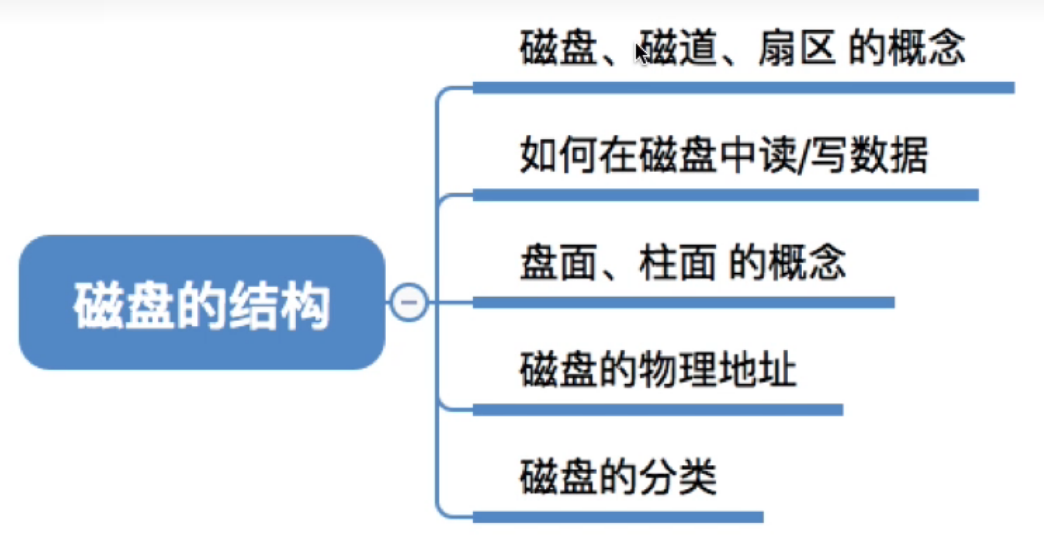 磁盘的结构
磁盘、磁道、扇区 的概念
如何在磁盘中读/写数据
盘面、柱面 的概念
磁盘的物理地址
磁盘的分类